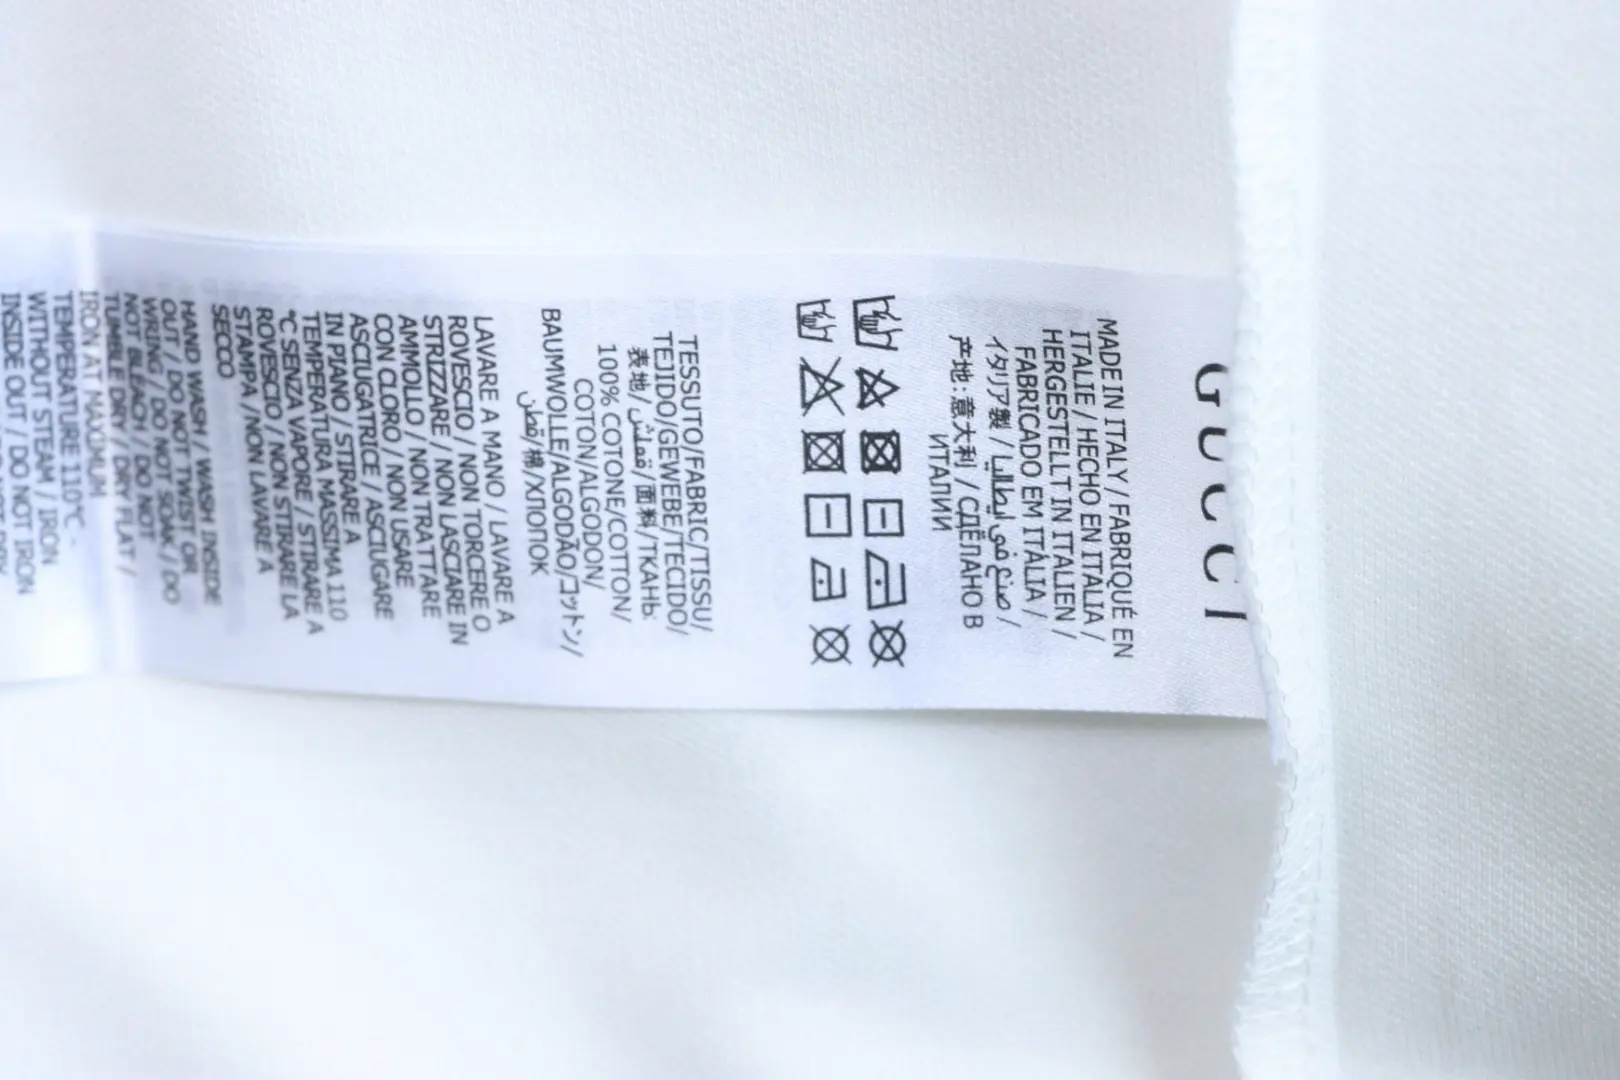 GUCCI
MADE IN ITALY / FABRIQUÉ EN
ITALIE / HECHO EN ITALIA /
HERGESTELLT IN ITALIEN /
FABRICADO EM ITÁLIA /
イタリア製 / صنع في إيطاليا /
产地:意大利 / СДЕЛАНО В
ИТАЛИИ
TESSUTO/FABRIC/TISSU/
TEJIDO/GEWEBE/TECIDO/
表地/قماش/面料/ТКАНЬ:
100% COTONE/COTTON/
COTON/ALGODON/
BAUMWOLLE/ALGODÃO/コットン/
قطن/棉/ХЛОПОК
LAVARE A MANO / LAVARE A
ROVESCIO / NON TORCERE O
STRIZZARE / NON LASCIARE IN
AMMOLLO / NON TRATTARE
CON CLORO / NON USARE
ASCIUGATRICE / ASCIUGARE
IN PIANO / STIRARE A
TEMPERATURA MASSIMA 110
°C SENZA VAPORE / STIRARE A
ROVESCIO / NON STIRARE LA
STAMPA / NON LAVARE A
SECCO
HAND WASH / WASH INSIDE
OUT / DO NOT TWIST OR
WRING / DO NOT SOAK / DO
NOT BLEACH / DO NOT
TUMBLE DRY / DRY FLAT /
IRON AT MAXIMUM
TEMPERATURE 110°C -
WITHOUT STEAM / IRON
INSIDE OUT / DO NOT IRON